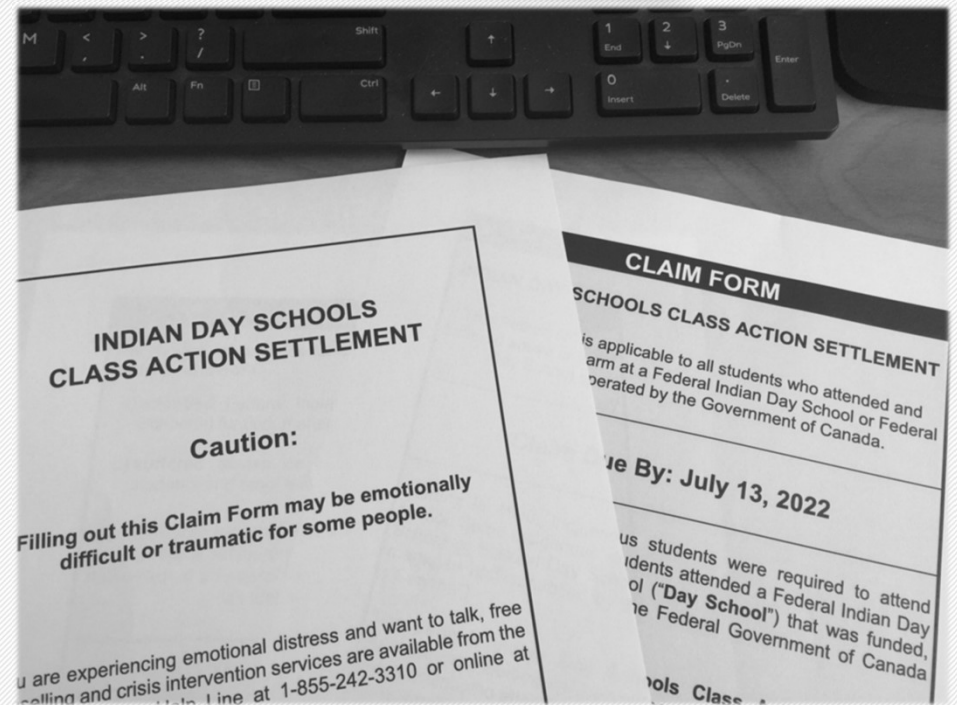 M < , > . ? / Shift ↑ 1 End 2 ↓ 3 PgDn Enter
Alt Fn Ctrl ← ↓ → 0 Insert . Delete
INDIAN DAY SCHOOLS
CLASS ACTION SETTLEMENT
Caution:
Filling out this Claim Form may be emotionally
difficult or traumatic for some people.
u are experiencing emotional distress and want to talk, free
selling and crisis intervention services are available from the
Line at 1-855-242-3310 or online at
CLAIM FORM
SCHOOLS CLASS ACTION SETTLEMENT
is applicable to all students who attended and
arm at a Federal Indian Day School or Federal
perated by the Government of Canada.
ue By: July 13, 2022
us students were required to attend
udents attended a Federal Indian Day
ol ("Day School") that was funded,
he Federal Government of Canada
ools Class